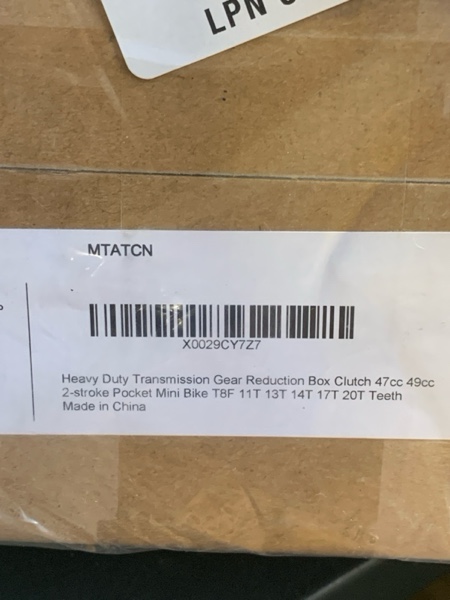 LPN
MTATCN
X0029CY7Z7
Heavy Duty Transmission Gear Reduction Box Clutch 47cc 49cc
2-stroke Pocket Mini Bike T8F 11T 13T 14T 17T 20T Teeth
Made in China